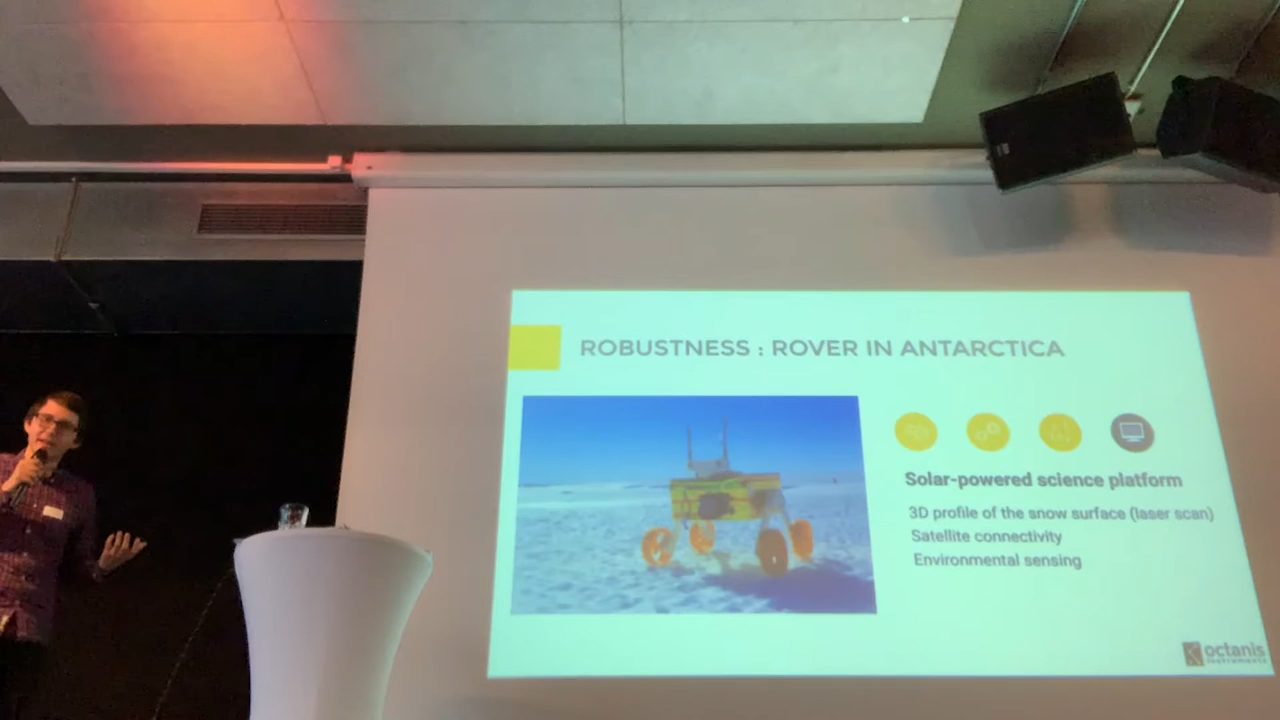 ROBUSTNESS : ROVER IN ANTARCTICA
Solar-powered science platform
3D profile of the snow surface (laser scan)
Satellite connectivity
Environmental sensing
octanis
instruments